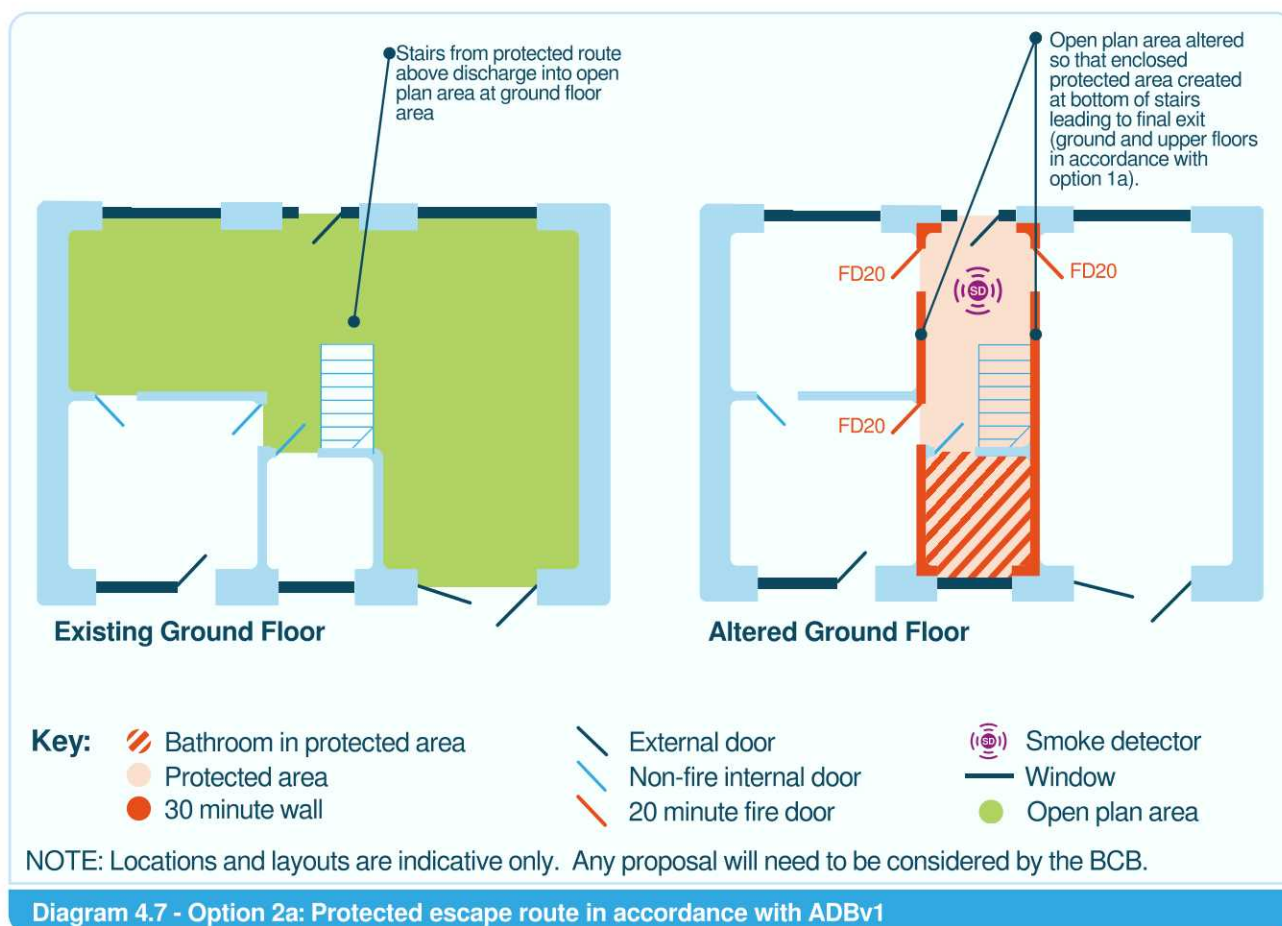 Stairs from protected route
above discharge into open
plan area at ground floor
area
Open plan area altered
so that enclosed
protected area created
at bottom of stairs
leading to final exit
(ground and upper floors
in accordance with
option 1a).
FD20
FD20
SD
FD20
Existing Ground Floor
Altered Ground Floor
Key:
Bathroom in protected area
Protected area
30 minute wall
External door
Non-fire internal door
20 minute fire door
SD
Smoke detector
Window
Open plan area
NOTE: Locations and layouts are indicative only. Any proposal will need to be considered by the BCB.
Diagram 4.7 - Option 2a: Protected escape route in accordance with ADBv1